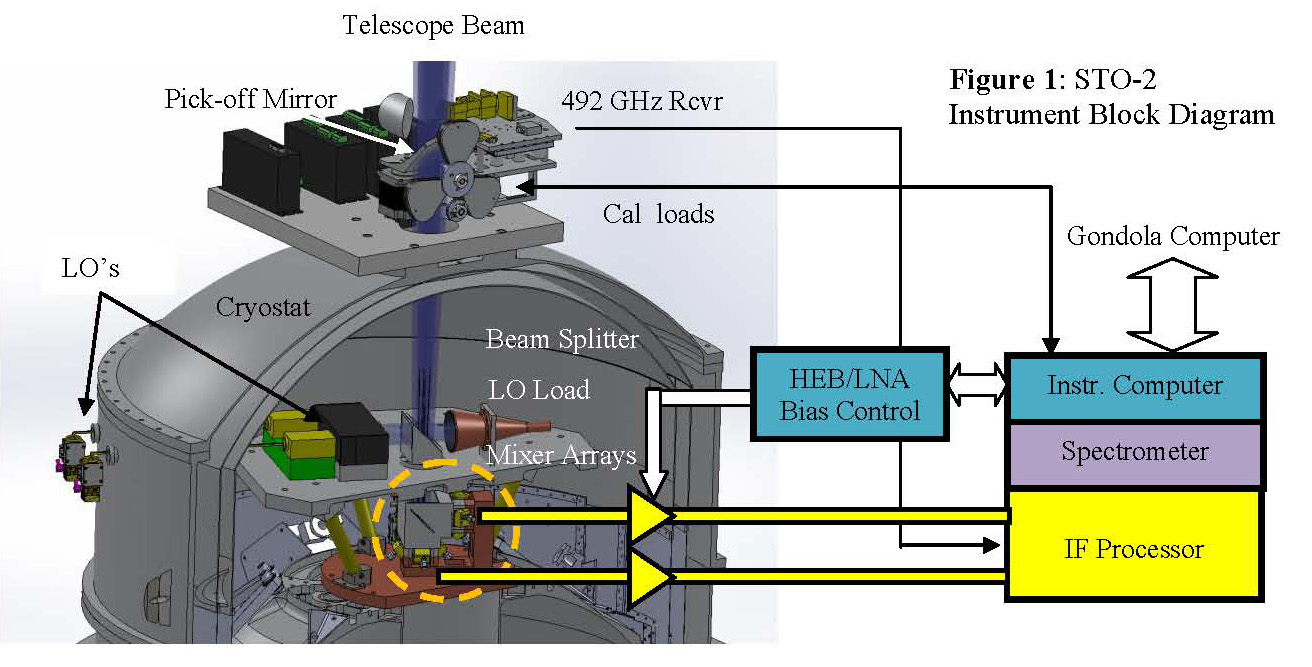 Telescope Beam
Pick-off Mirror
492 GHz Rcvr
Figure 1: STO-2
Instrument Block Diagram
Cal loads
Gondola Computer
LO's
Cryostat
Beam Splitter
LO Load
Mixer Arrays
HEB/LNA
Bias Control
Instr. Computer
Spectrometer
IF Processor